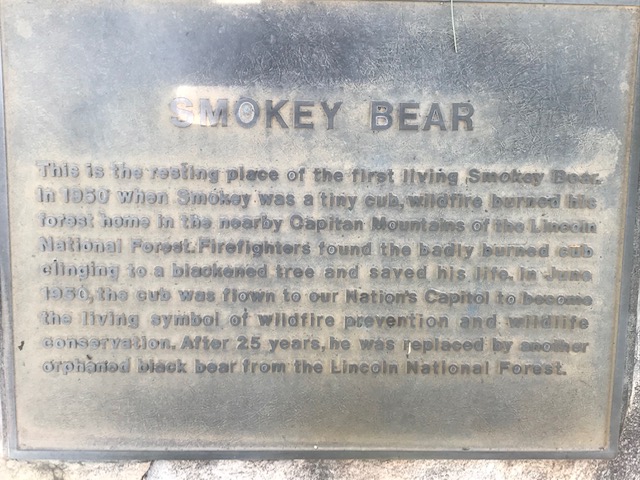 SMOKEY BEAR
This is the resting place of the first living Smokey Bear.
In 1950 when Smokey was a tiny cub, wildfire burned his
forest home in the nearby Capitan Mountains of the Lincoln
National Forest. Firefighters found the badly burned cub
clinging to a blackened tree and saved his life. In June
1950, the cub was flown to our Nation's Capitol to become
the living symbol of wildfire prevention and wildlife
conservation. After 25 years, he was replaced by another
orphaned black bear from the Lincoln National Forest.